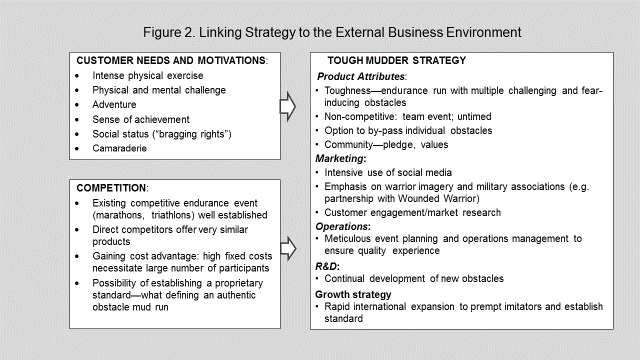 Figure 2. Linking Strategy to the External Business Environment
CUSTOMER NEEDS AND MOTIVATIONS:
• Intense physical exercise
• Physical and mental challenge
• Adventure
• Sense of achievement
• Social status ("bragging rights")
• Camaraderie
COMPETITION:
• Existing competitive endurance event
(marathons, triathlons) well established
• Direct competitors offer very similar
products
• Gaining cost advantage: high fixed costs
necessitate large number of participants
• Possibility of establishing a proprietary
standard—what defining an authentic
obstacle mud run
TOUGH MUDDER STRATEGY
Product Attributes:
• Toughness—endurance run with multiple challenging and fear-
inducing obstacles
• Non-competitive: team event; untimed
• Option to by-pass individual obstacles
• Community—pledge, values
Marketing:
• Intensive use of social media
• Emphasis on warrior imagery and military associations (e.g.
partnership with Wounded Warrior)
• Customer engagement/market research
Operations:
• Meticulous event planning and operations management to
ensure quality experience
R&D:
• Continual development of new obstacles
Growth strategy
• Rapid international expansion to prempt imitators and establish
standard